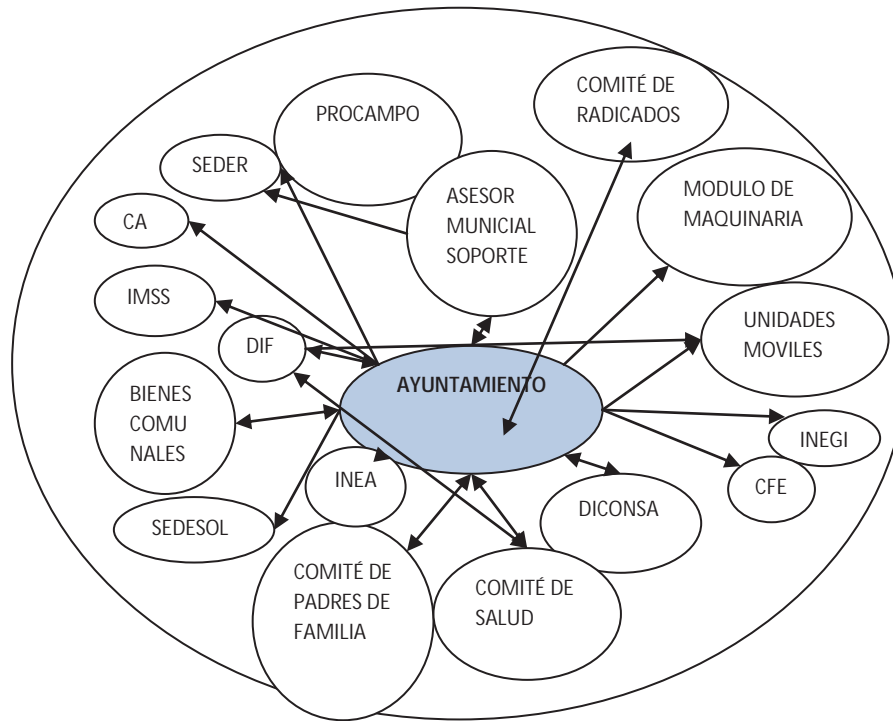 COMITÉ DE
RADICADOS
PROCAMPO
SEDER
MODULO DE
MAQUINARIA
ASESOR
MUNICIAL
SOPORTE
CA
IMSS
UNIDADES
MOVILES
DIF
AYUNTAMIENTO
BIENES
COMU
NALES
INEGI
INEA
CFE
DICONSA
SEDESOL
COMITÉ DE
PADRES DE
FAMILIA
COMITÉ DE
SALUD